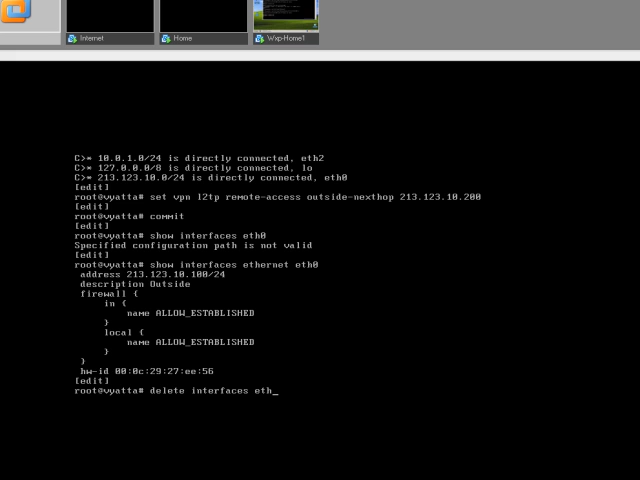 Internet
Home
Wxp-Home1
C>* 10.0.1.0/24 is directly connected, eth2
C>* 127.0.0.0/8 is directly connected, lo
C>* 213.123.10.0/24 is directly connected, eth0
[edit]
root@vyatta# set vpn l2tp remote-access outside-nexthop 213.123.10.200
[edit]
root@vyatta# commit
[edit]
root@vyatta# show interfaces eth0
Specified configuration path is not valid
[edit]
root@vyatta# show interfaces ethernet eth0
address 213.123.10.100/24
description Outside
firewall {
in {
name ALLOW_ESTABLISHED
}
local {
name ALLOW_ESTABLISHED
}
}
hw-id 00:0c:29:27:ee:56
[edit]
root@vyatta# delete interfaces eth_